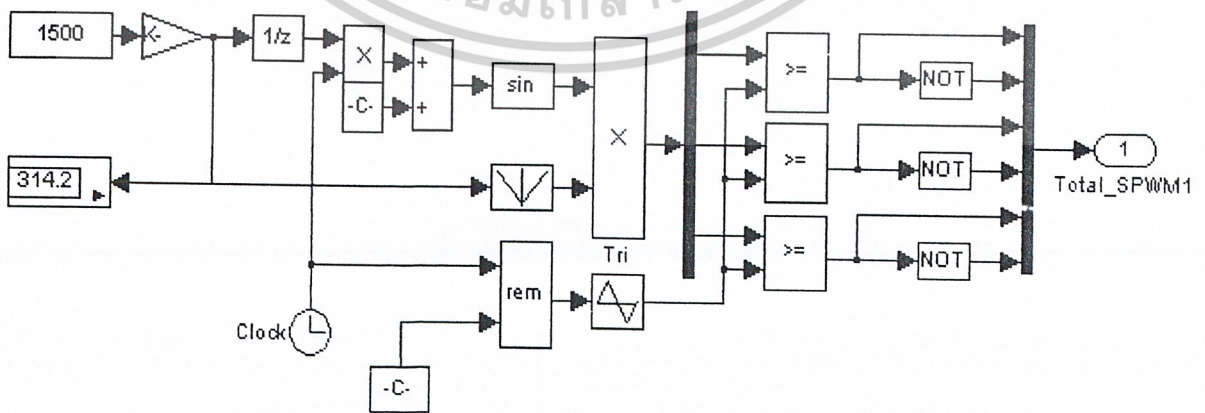 1500
K-
1/z
X
-C-
+
+
sin
X
>=
NOT
>=
NOT
>=
NOT
1
Total_SPWM1
314.2
Tri
rem
Clock
-C-